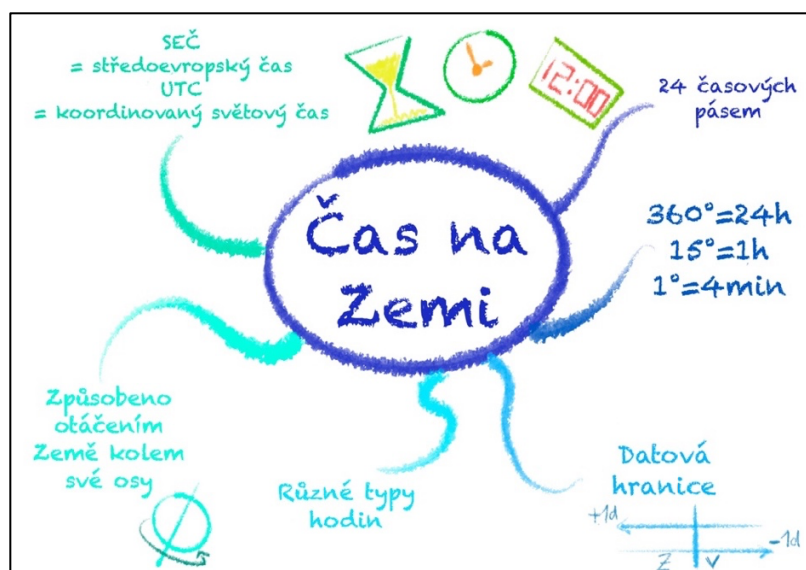 SEČ
= středoevropský čas
UTC
= koordinovaný světový čas
12:00
24 časových
pásem
Čas na
Zemi
360°=24h
15°=1h
1°=4min
Způsobeno
otáčením
Země kolem
své osy
Různé typy
hodin
Datová
hranice
+1d
-1d
Z V